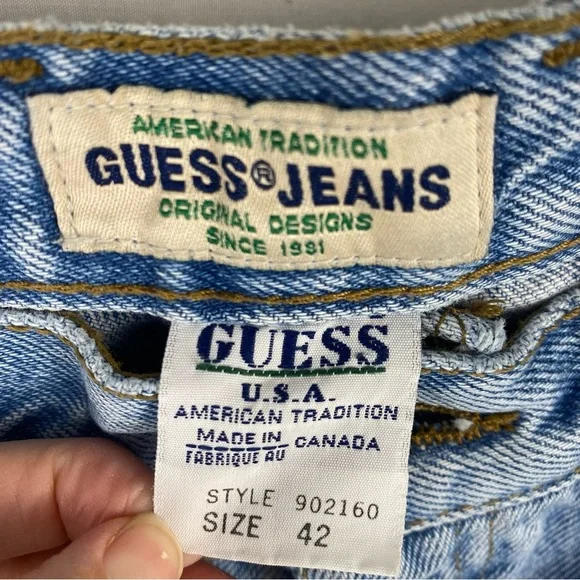 AMERICAN TRADITION
GUESS® JEANS
ORIGINAL DESIGNS
SINCE 1981
GUESS
U.S.A.
AMERICAN TRADITION
MADE IN CANADA
FABRIQUÉ AU
STYLE 902160
SIZE 42